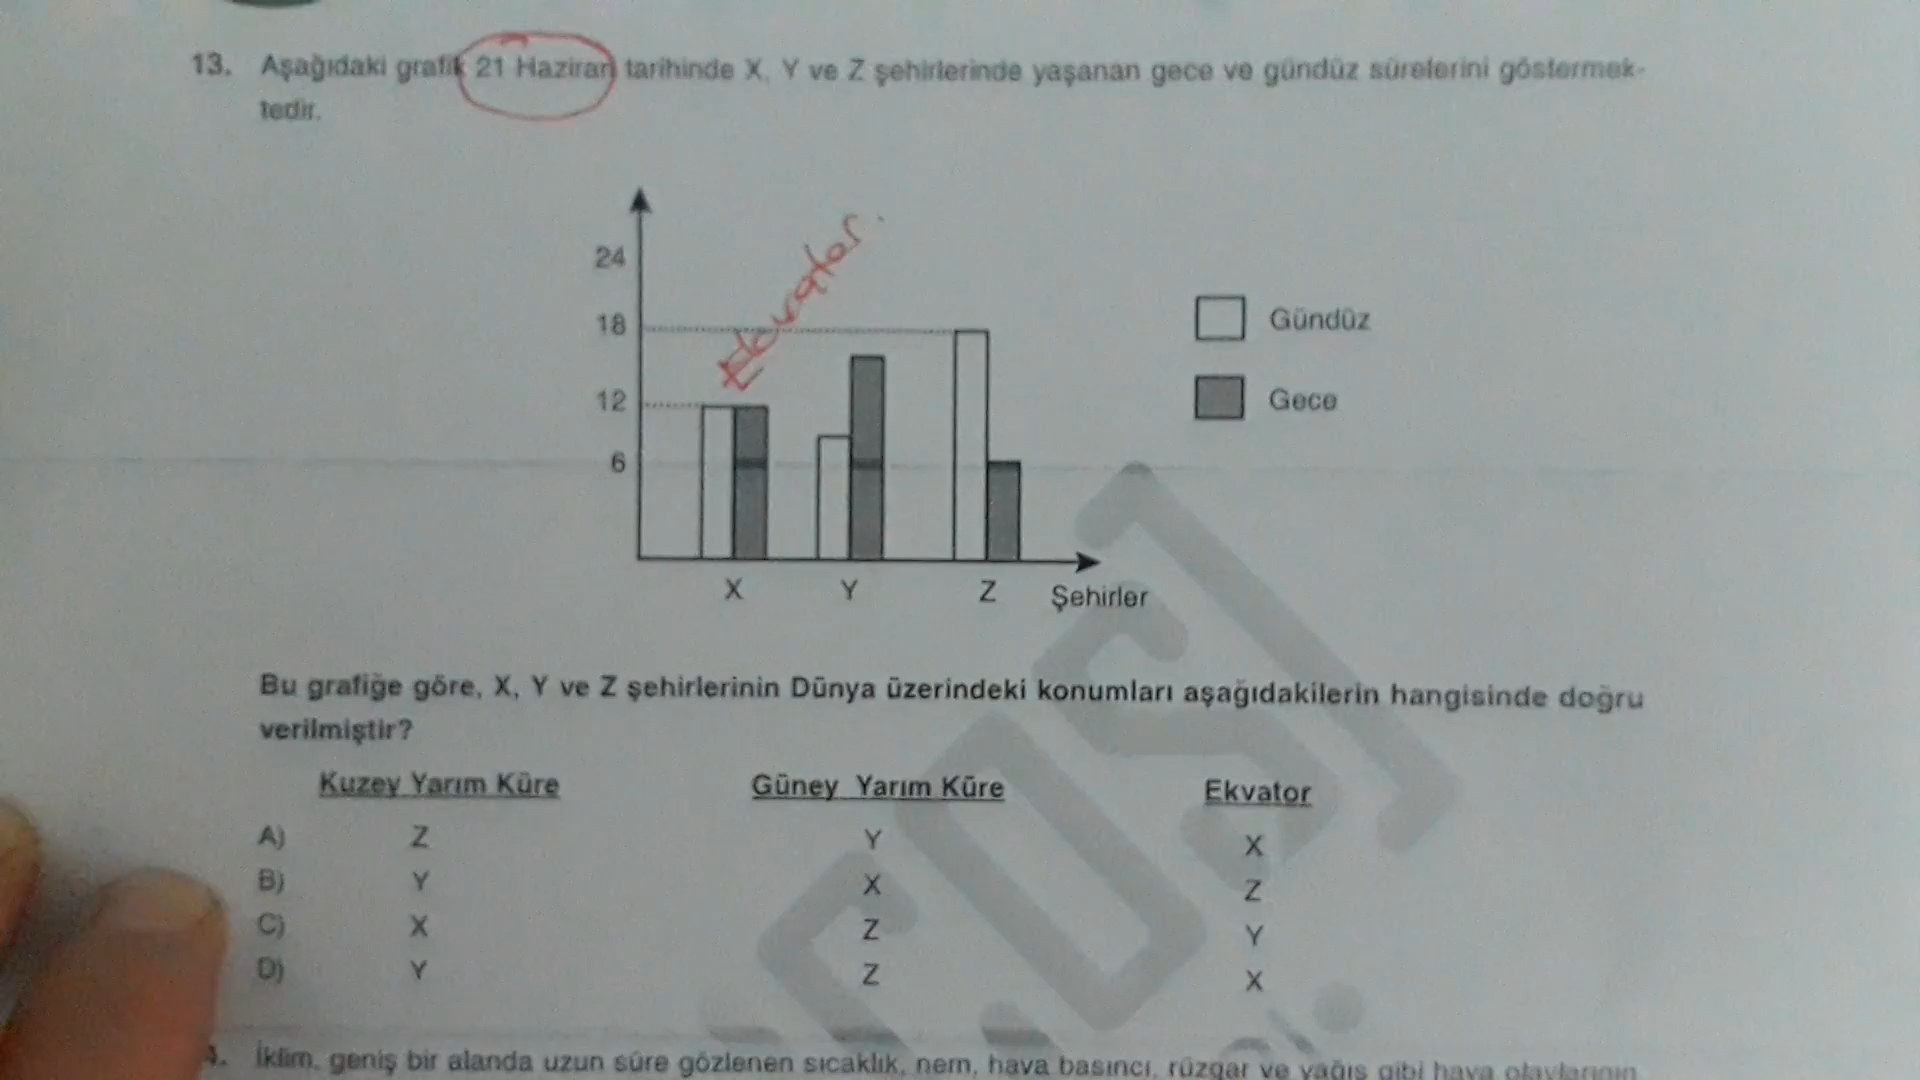 13. Aşağıdaki grafik 21 Haziran tarihinde X, Y ve Z şehirlerinde yaşanan gece ve gündüz sürelerini göstermek-
tedir.
Ekvator.
24
18
12
6
Gündüz
Gece
X Y Z Şehirler
Bu grafiğe göre, X, Y ve Z şehirlerinin Dünya üzerindeki konumları aşağıdakilerin hangisinde doğru
verilmiştir?
Kuzey Yarım Küre Güney Yarım Küre Ekvator
A) Z Y X
B) Y X Z
C) X Z Y
D) Y Z X
4. İklim, geniş bir alanda uzun süre gözlenen sıcaklık, nem, hava basıncı, rüzgar ve yağış gibi hava olaylarının